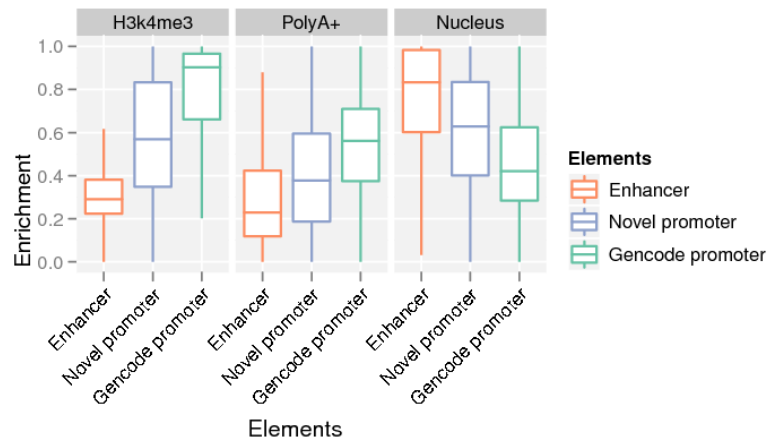 H3k4me3 PolyA+ Nucleus
Enrichment
1.0
0.8
0.6
0.4
0.2
0.0
Enhancer
Novel promoter
Gencode promoter
Enhancer
Novel promoter
Gencode promoter
Enhancer
Novel promoter
Gencode promoter
Elements
Elements
Enhancer
Novel promoter
Gencode promoter